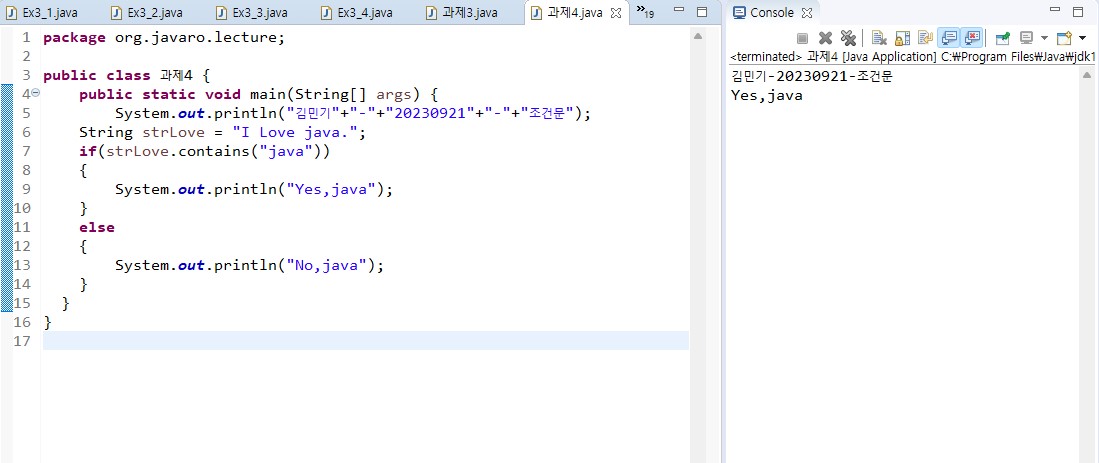 Ex3_1.java Ex3_2.java Ex3_3.java Ex3_4.java 과제3.java 과제4.java »19
1 package org.javaro.lecture;
2
3 public class 과제4 {
4 public static void main(String[] args) {
5 System.out.println("김민기"+"-"+"20230921"+"-"+"조건문");
6 String strLove = "I Love java.";
7 if(strLove.contains("java"))
8 {
9 System.out.println("Yes,java");
10 }
11 else
12 {
13 System.out.println("No,java");
14 }
15 }
16 }
17
Console
<terminated> 과제4 [Java Application] C:₩Program Files₩Java₩jdk1
김민기-20230921-조건문
Yes,java